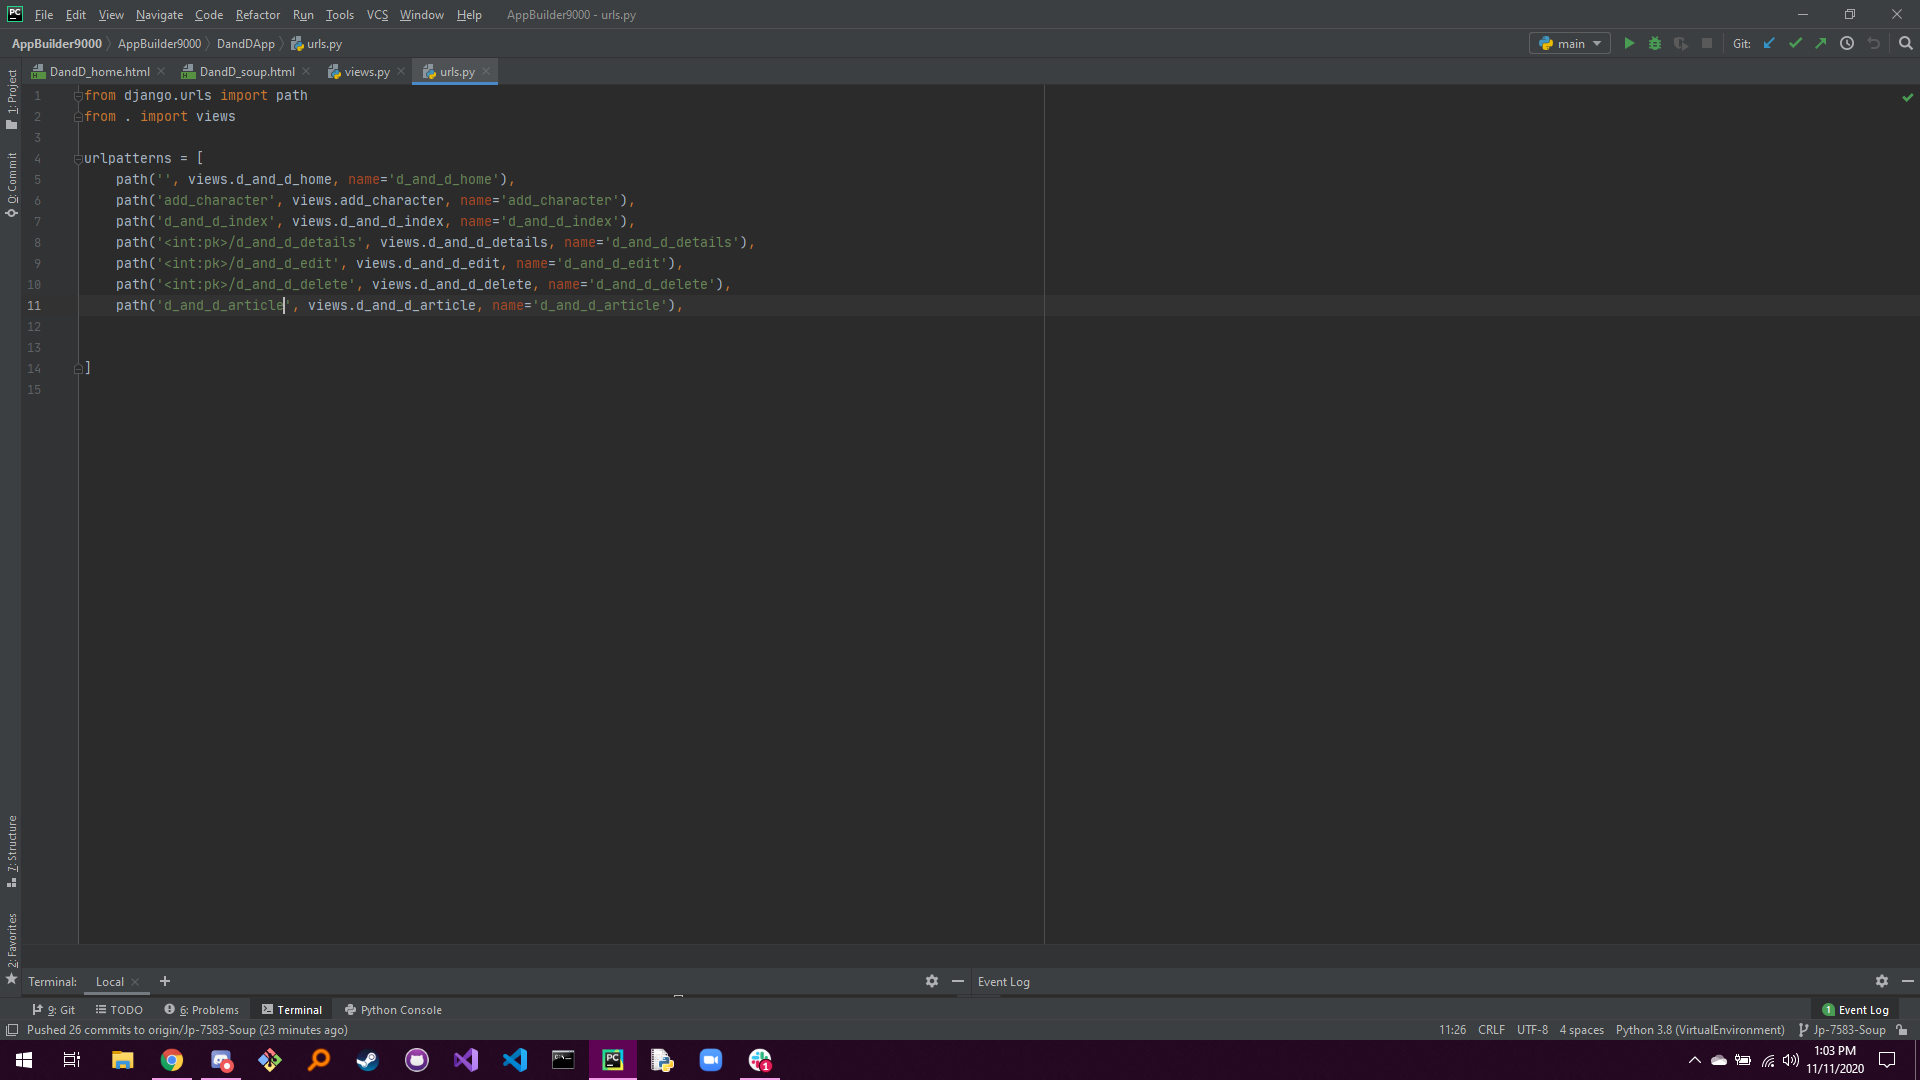 File Edit View Navigate Code Refactor Run Tools VCS Window Help AppBuilder9000 - urls.py
AppBuilder9000 AppBuilder9000 DandDApp urls.py main Git:
DandD_home.html DandD_soup.html views.py urls.py
1: Project
0: Commit
7: Structure
2: Favorites
1 from django.urls import path
2 from . import views
3
4 urlpatterns = [
5 path('', views.d_and_d_home, name='d_and_d_home'),
6 path('add_character', views.add_character, name='add_character'),
7 path('d_and_d_index', views.d_and_d_index, name='d_and_d_index'),
8 path('<int:pk>/d_and_d_details', views.d_and_d_details, name='d_and_d_details'),
9 path('<int:pk>/d_and_d_edit', views.d_and_d_edit, name='d_and_d_edit'),
10 path('<int:pk>/d_and_d_delete', views.d_and_d_delete, name='d_and_d_delete'),
11 path('d_and_d_article', views.d_and_d_article, name='d_and_d_article'),
12
13
14 ]
15
Terminal: Local + Event Log
9: Git TODO 6: Problems Terminal Python Console 1 Event Log
Pushed 26 commits to origin/Jp-7583-Soup (23 minutes ago) 11:26 CRLF UTF-8 4 spaces Python 3.8 (VirtualEnvironment) Jp-7583-Soup
1:03 PM
11/11/2020